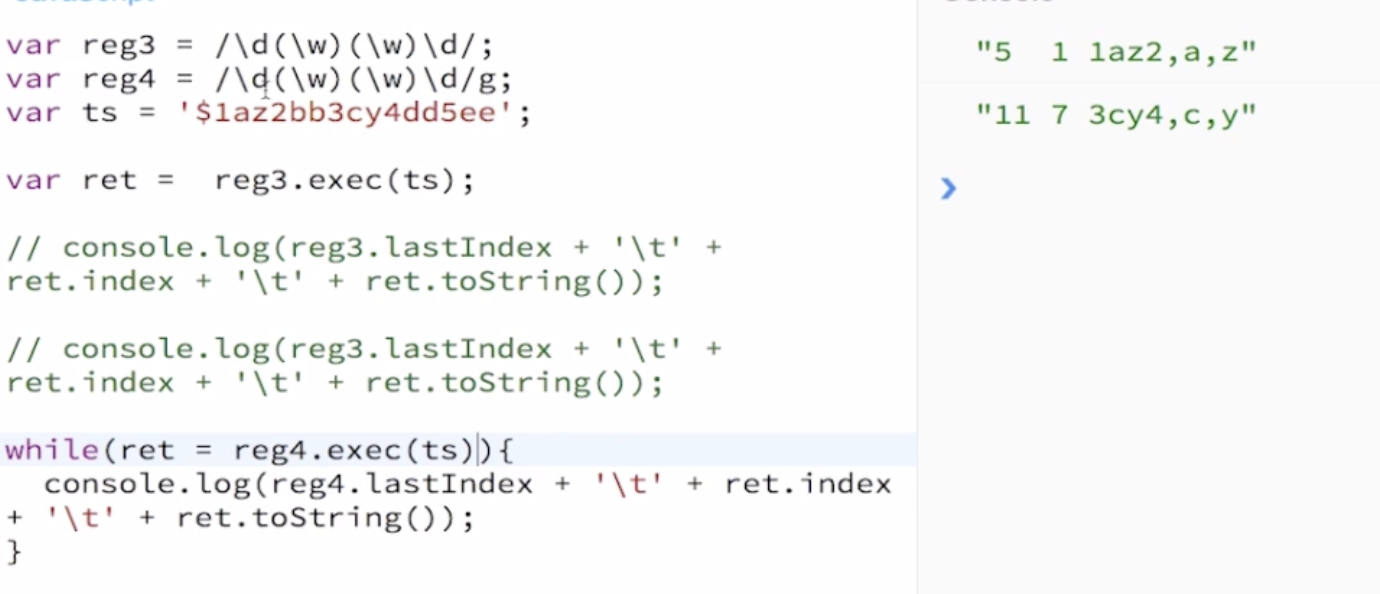 var reg3 = /\d(\w)(\w)\d/;
var reg4 = /\d(\w)(\w)\d/g;
var ts = '$1az2bb3cy4dd5ee';
var ret =  reg3.exec(ts);
// console.log(reg3.lastIndex + '\t' +
ret.index + '\t' + ret.toString());
// console.log(reg3.lastIndex + '\t' +
ret.index + '\t' + ret.toString());
while(ret = reg4.exec(ts)){
  console.log(reg4.lastIndex + '\t' + ret.index
+ '\t' + ret.toString());
}
"5  1 1az2,a,z"
"11 7 3cy4,c,y"